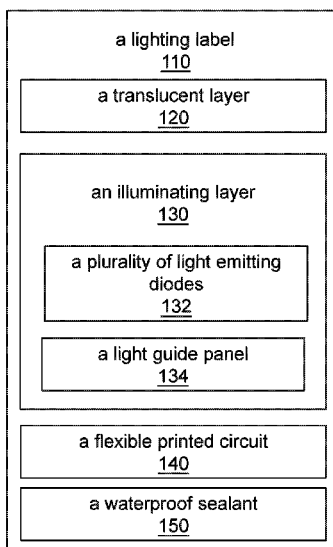 a lighting label
110
a translucent layer
120
an illuminating layer
130
a plurality of light emitting
diodes
132
a light guide panel
134
a flexible printed circuit
140
a waterproof sealant
150